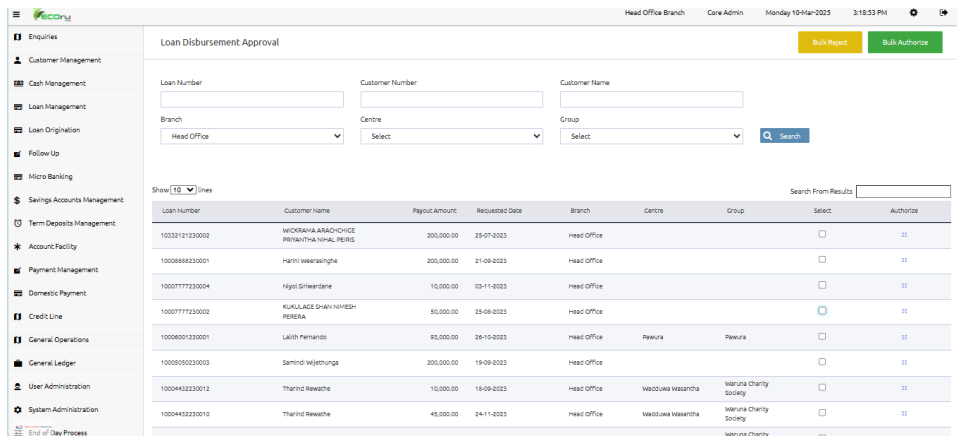 ecoru
Head Office Branch Core Admin Monday 10-Mar-2025 3:18:53 PM
Enquiries
Customer Management
Cash Management
Loan Management
Loan Origination
Follow Up
Micro Banking
Savings Accounts Management
Term Deposits Management
Account Facility
Payment Management
Domestic Payment
Credit Line
General Operations
General Ledger
User Administration
System Administration
End of Day Process
Loan Disbursement Approval
Bulk Reject Bulk Authorize
Loan Number Customer Number Customer Name
Branch Centre Group
Head Office Select Select Search
Show 10 lines
Search From Results
Loan Number Customer Name Payout Amount Requested Date Branch Centre Group Select Authorize
10332121230002 WICKRAMA ARACHCHIGE PRIYANTHA NIHAL PEIRIS 200,000.00 25-07-2023 Head Office
10008888230001 Harini Weerasinghe 200,000.00 21-09-2023 Head Office
10007777230004 Niyol Siriwardane 10,000.00 03-11-2023 Head Office
10007777230002 KUKULAGE SHAN NIMESH PERERA 50,000.00 25-08-2023 Head Office
10006001230001 Lalith Fernando 93,000.00 26-10-2023 Head Office Pawura Pawura
10005050230003 Samindi Wijethunga 200,000.00 19-09-2023 Head Office
10004432230012 Tharind Rewathe 10,000.00 18-09-2023 Head Office Wadduwa Wasantha Waruna Charity Society
10004432230010 Tharind Rewathe 45,000.00 24-11-2023 Head Office Wadduwa Wasantha Waruna Charity Society
Waruna Charity